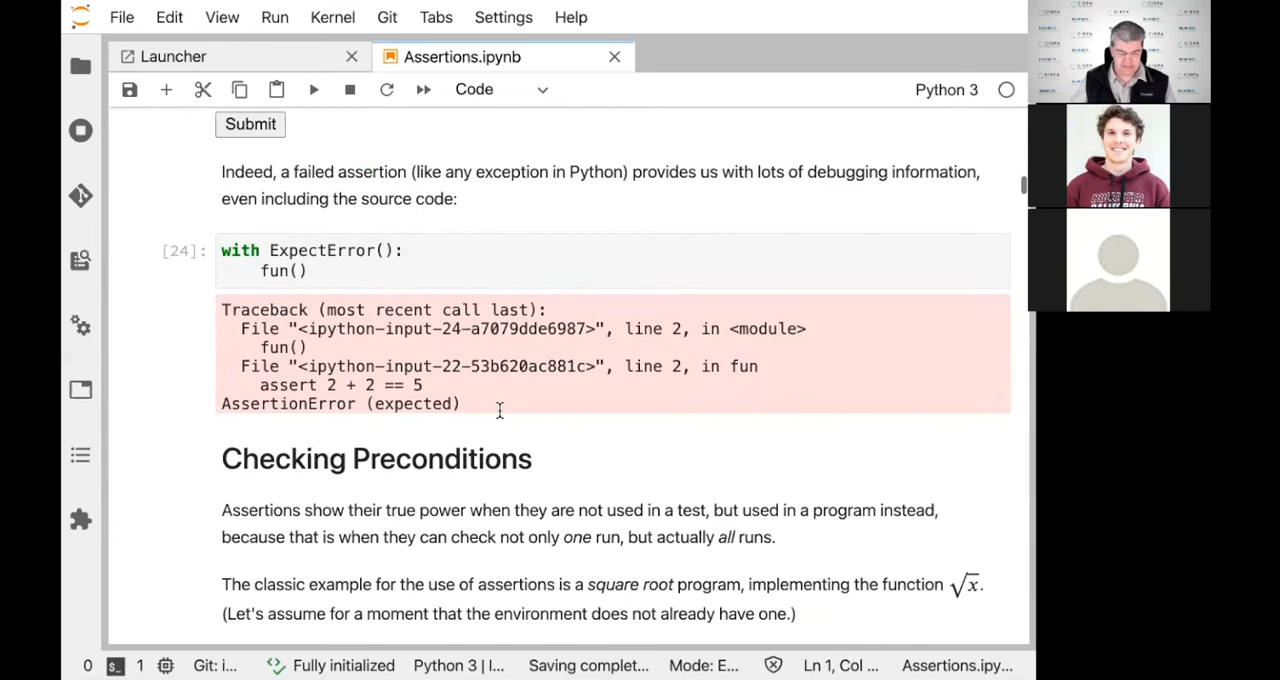 File Edit View Run Kernel Git Tabs Settings Help
Launcher
Assertions.ipynb
Code
Python 3
Submit
Indeed, a failed assertion (like any exception in Python) provides us with lots of debugging information,
even including the source code:
[24]:
with ExpectError():
fun()
Traceback (most recent call last):
File "<ipython-input-24-a7079dde6987>", line 2, in <module>
fun()
File "<ipython-input-22-53b620ac881c>", line 2, in fun
assert 2 + 2 == 5
AssertionError (expected)
Checking Preconditions
Assertions show their true power when they are not used in a test, but used in a program instead,
because that is when they can check not only one run, but actually all runs.
The classic example for the use of assertions is a square root program, implementing the function √x.
(Let's assume for a moment that the environment does not already have one.)
0 $_ 1 Git: i... Fully initialized Python 3 | I... Saving complet... Mode: E... Ln 1, Col ... Assertions.ipy...